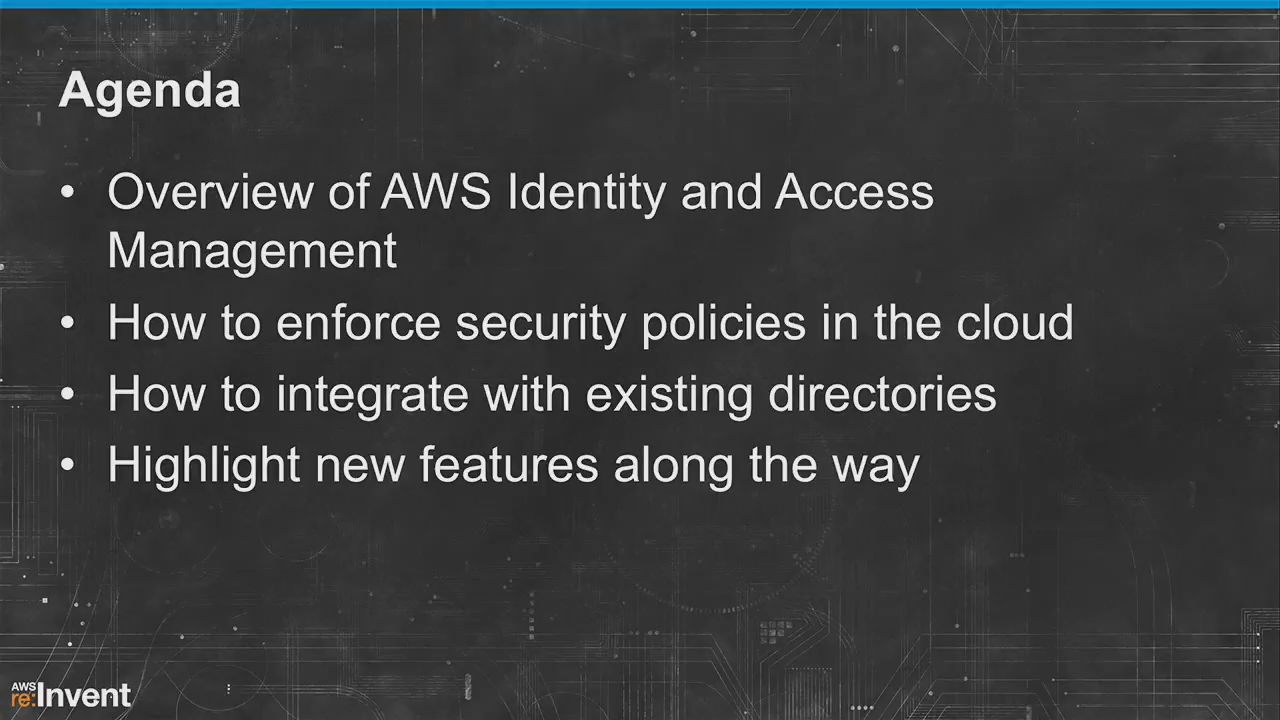 Agenda
• Overview of AWS Identity and Access
Management
• How to enforce security policies in the cloud
• How to integrate with existing directories
• Highlight new features along the way
AWS
re:Invent